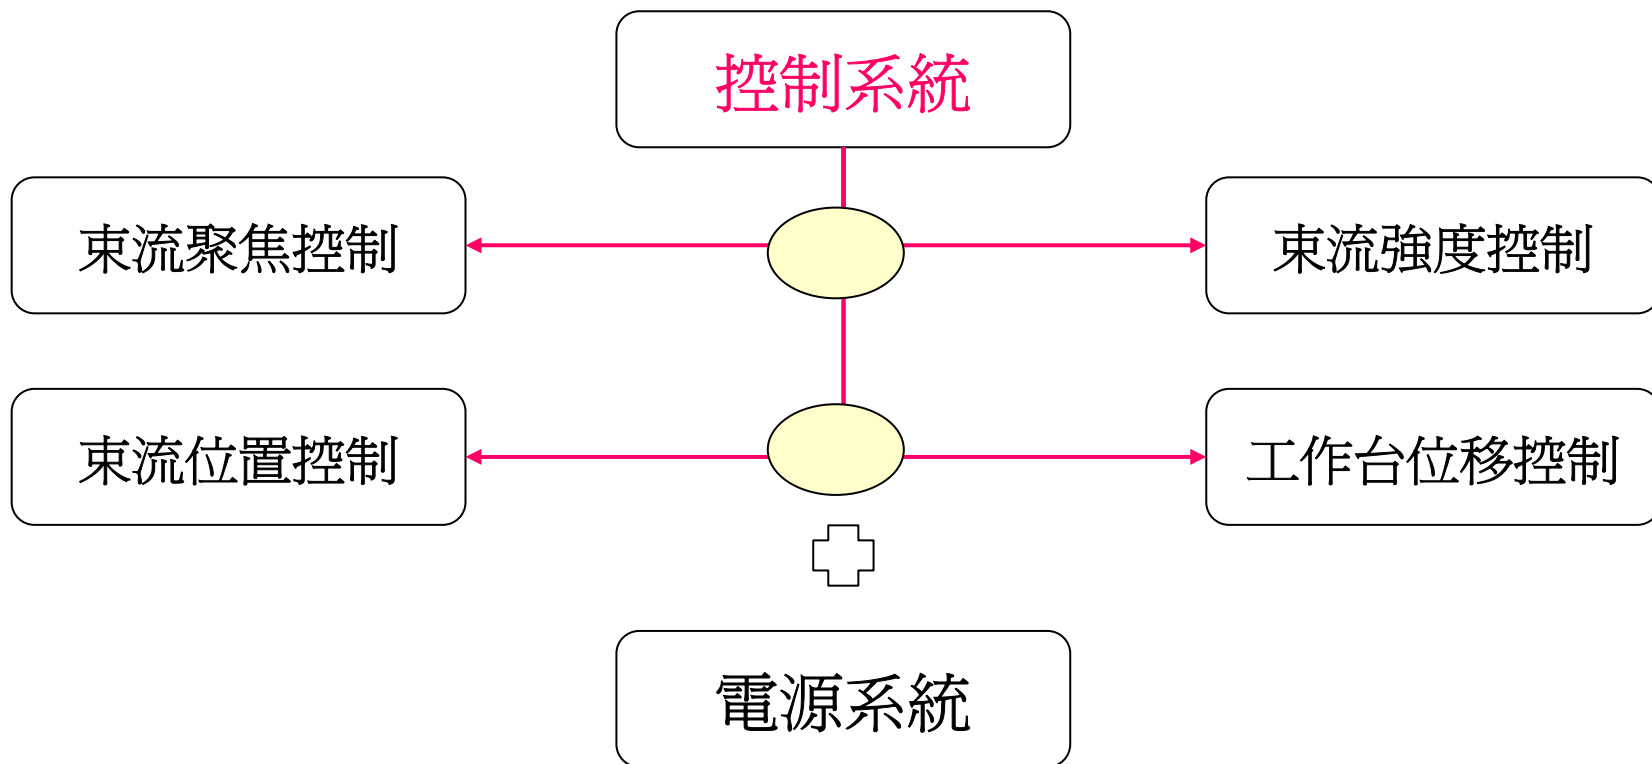 控制系統
束流聚焦控制
束流強度控制
束流位置控制
工作台位移控制
電源系統